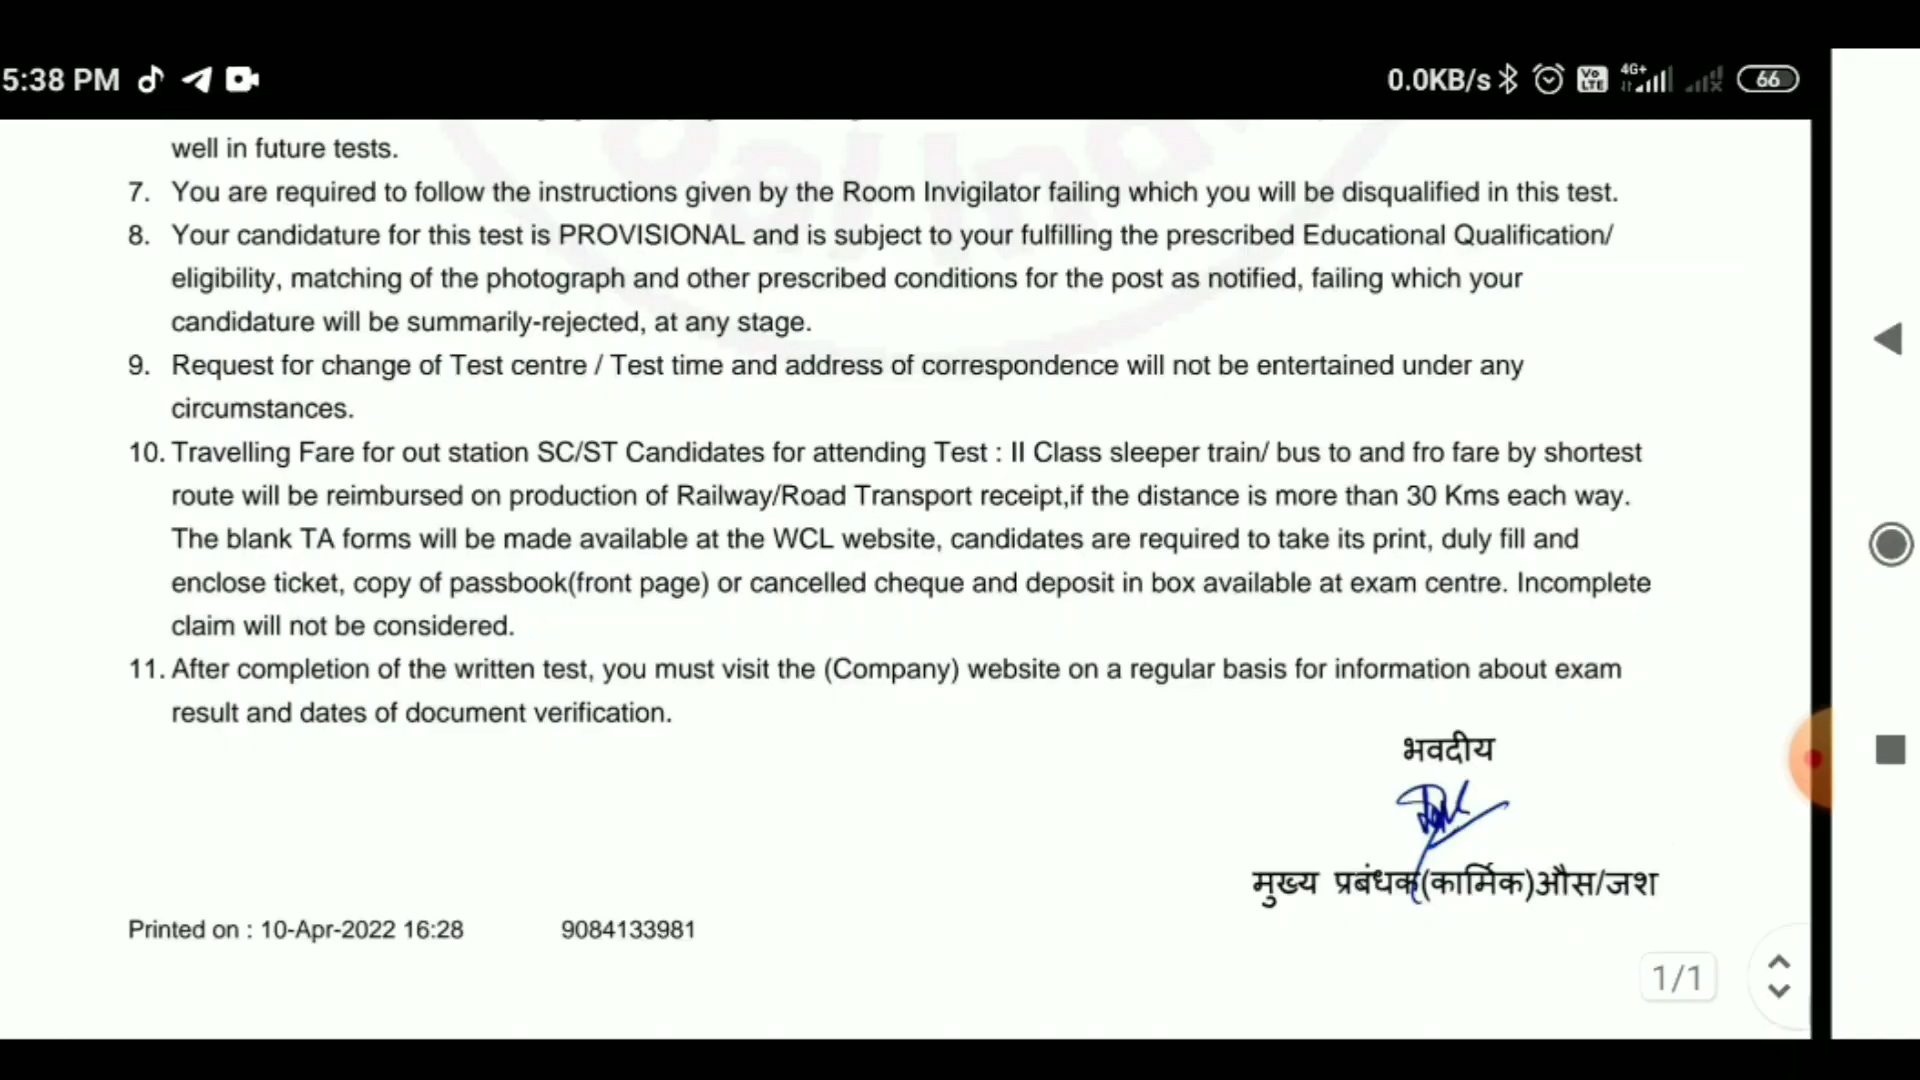 5:38 PM
0.0KB/s
Vo LTE
4G+
66
well in future tests.
7. You are required to follow the instructions given by the Room Invigilator failing which you will be disqualified in this test.
8. Your candidature for this test is PROVISIONAL and is subject to your fulfilling the prescribed Educational Qualification/
eligibility, matching of the photograph and other prescribed conditions for the post as notified, failing which your
candidature will be summarily-rejected, at any stage.
9. Request for change of Test centre / Test time and address of correspondence will not be entertained under any
circumstances.
10. Travelling Fare for out station SC/ST Candidates for attending Test : II Class sleeper train/ bus to and fro fare by shortest
route will be reimbursed on production of Railway/Road Transport receipt,if the distance is more than 30 Kms each way.
The blank TA forms will be made available at the WCL website, candidates are required to take its print, duly fill and
enclose ticket, copy of passbook(front page) or cancelled cheque and deposit in box available at exam centre. Incomplete
claim will not be considered.
11. After completion of the written test, you must visit the (Company) website on a regular basis for information about exam
result and dates of document verification.
भवदीय
मुख्य प्रबंधक(कार्मिक)औस/जश
Printed on : 10-Apr-2022 16:28 9084133981
1/1